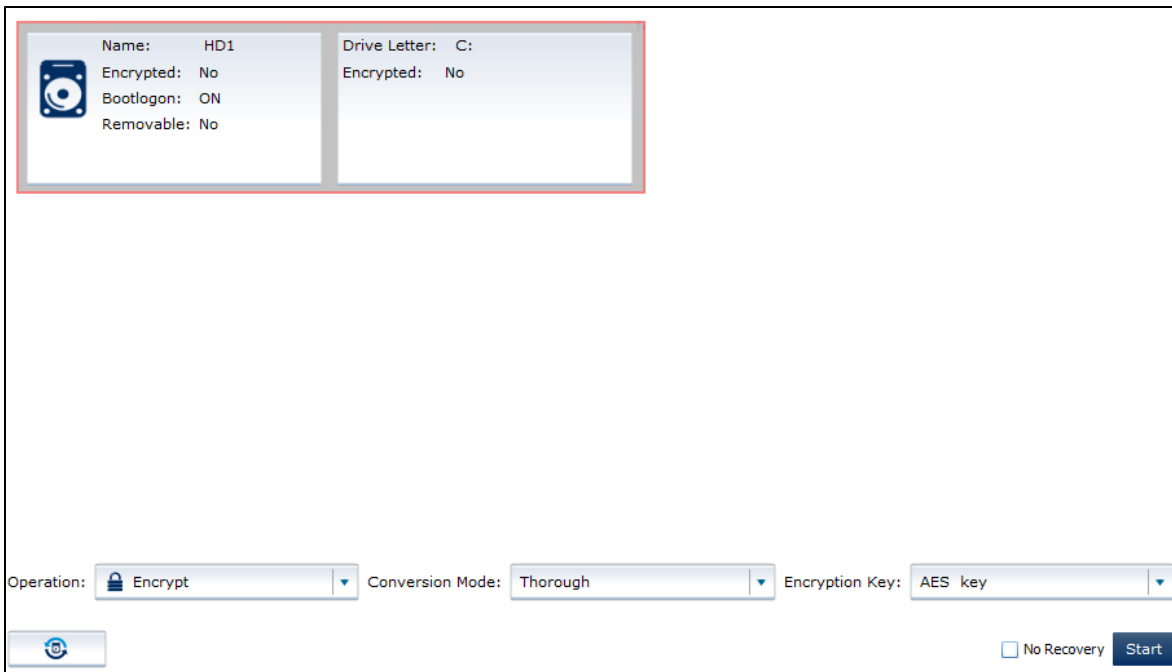 Name: HD1
Encrypted: No
Bootlogon: ON
Removable: No
Drive Letter: C:
Encrypted: No
Operation: Encrypt Conversion Mode: Thorough Encryption Key: AES key
No Recovery Start